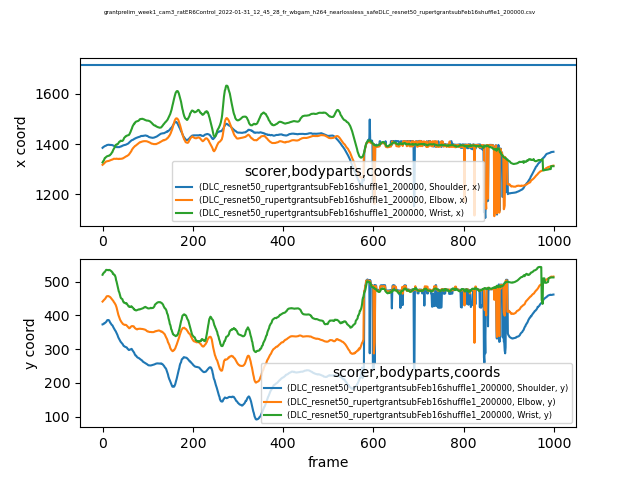 grantprelim_week1_cam3_ratER6Control_2022-01-31_12_45_28_fr_wbgam_h264_nearlossless_safeDLC_resnet50_rupertgrantsubFeb16shuffle1_200000.csv
1600
1400
1200
x coord
scorer,bodyparts,coords
(DLC_resnet50_rupertgrantsubFeb16shuffle1_200000, Shoulder, x)
(DLC_resnet50_rupertgrantsubFeb16shuffle1_200000, Elbow, x)
(DLC_resnet50_rupertgrantsubFeb16shuffle1_200000, Wrist, x)
0 200 400 600 800 1000
500
400
300
200
100
y coord
scorer,bodyparts,coords
(DLC_resnet50_rupertgrantsubFeb16shuffle1_200000, Shoulder, y)
(DLC_resnet50_rupertgrantsubFeb16shuffle1_200000, Elbow, y)
(DLC_resnet50_rupertgrantsubFeb16shuffle1_200000, Wrist, y)
0 200 400 600 800 1000
frame